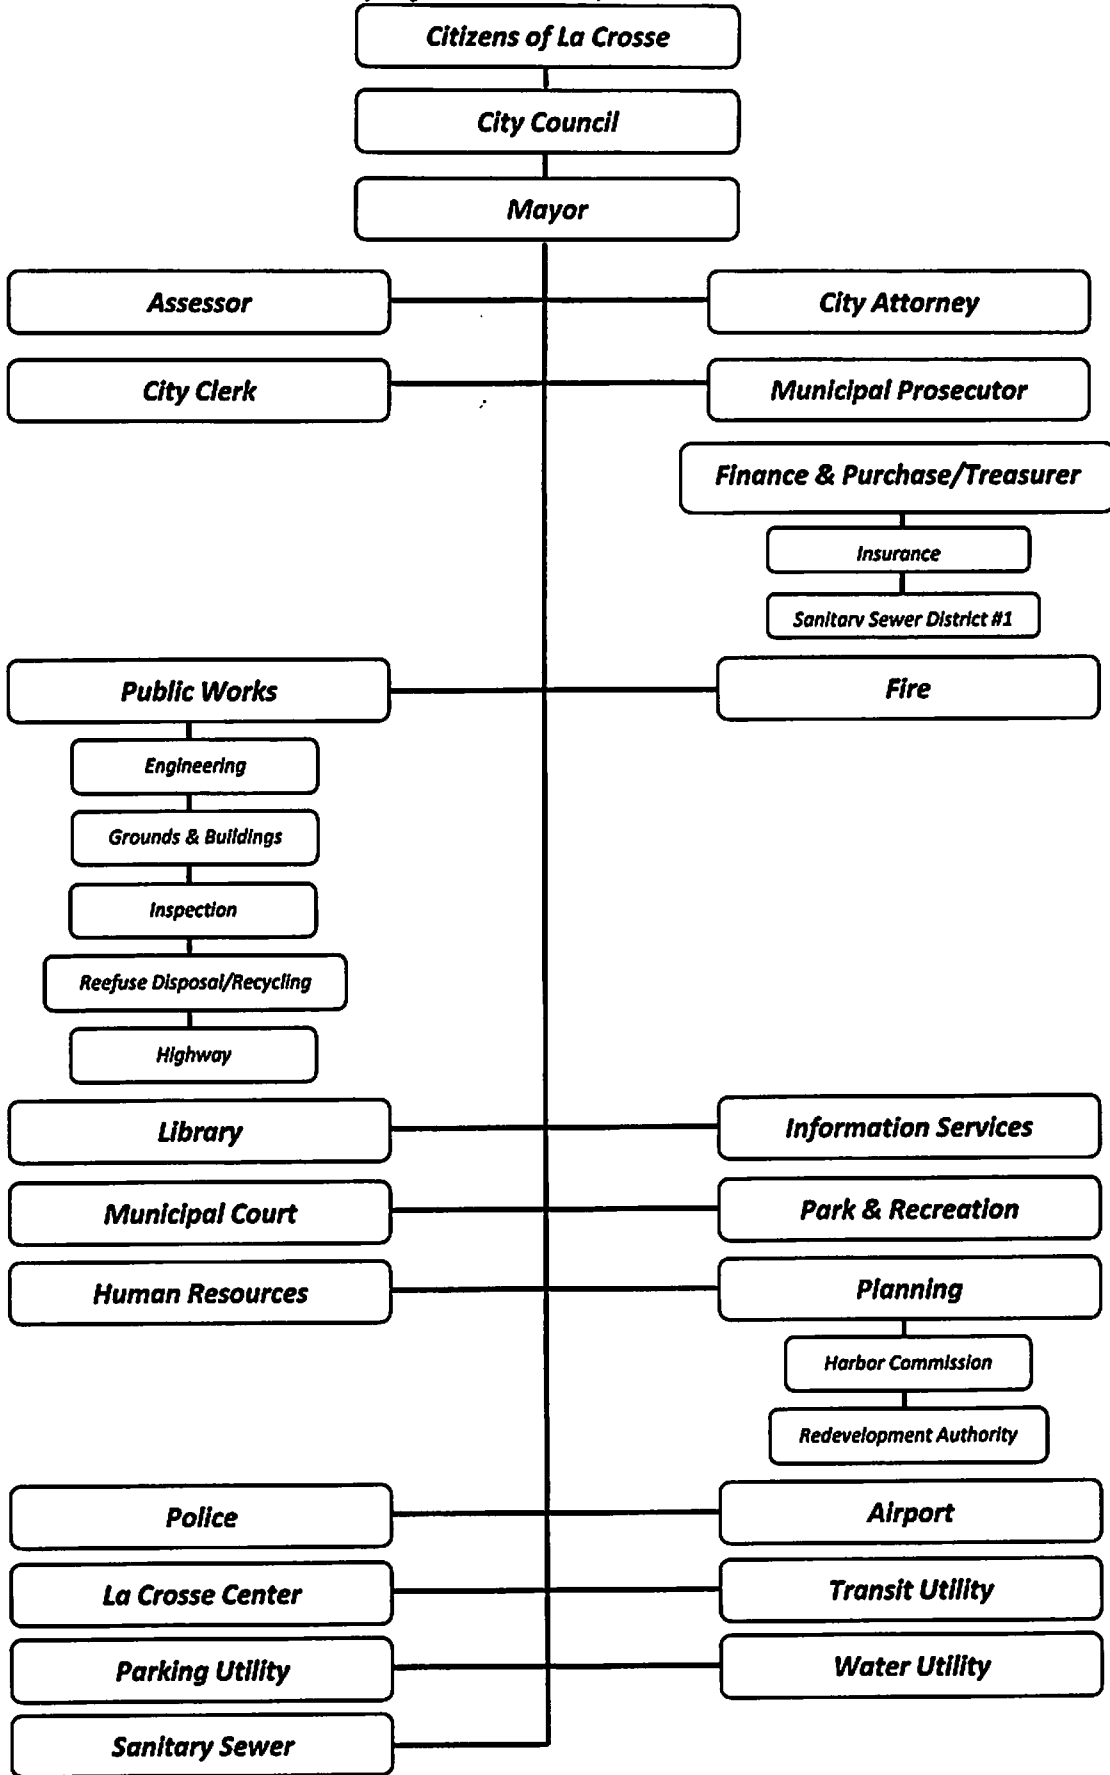 Citizens of La Crosse
City Council
Mayor
Assessor
City Attorney
City Clerk
Municipal Prosecutor
Finance & Purchase/Treasurer
Insurance
Sanitary Sewer District #1
Public Works
Fire
Engineering
Grounds & Buildings
Inspection
Reefuse Disposal/Recycling
Highway
Library
Information Services
Municipal Court
Park & Recreation
Human Resources
Planning
Harbor Commission
Redevelopment Authority
Police
Airport
La Crosse Center
Transit Utility
Parking Utility
Water Utility
Sanitary Sewer